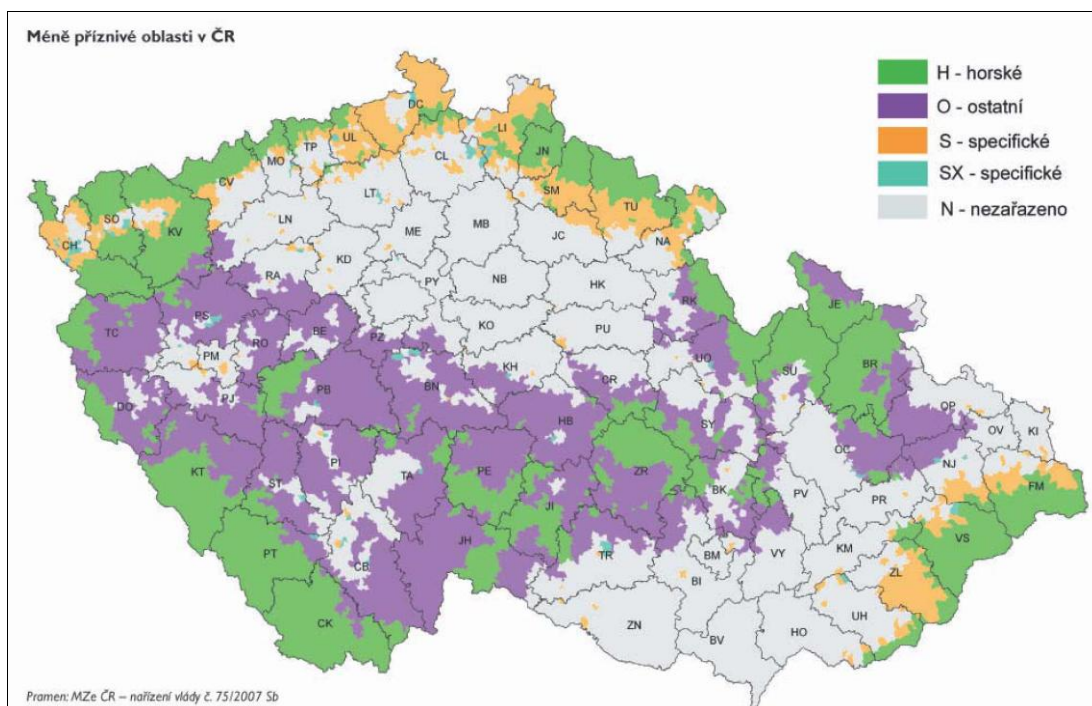 Méně příznivé oblasti v ČR
H - horské
O - ostatní
S - specifické
SX - specifické
N - nezařazeno
DC
LI
UL
TP
MO
CL
JN
CV
LT
SM
TU
SO
KV
CH
LN
ME
MB
JC
NA
KD
RA
PY
NB
HK
RK
JE
TC
PS
BE
KO
PU
PM
RO
PZ
UO
SU
BR
KH
CR
PB
BN
DO
PJ
HB
SY
OP
OV
KI
OC
KT
PI
TA
PE
ZR
NJ
ST
BK
PV
PR
FM
JI
PT
JH
VS
CB
TR
BM
VY
KM
ZL
BI
CK
ZN
BV
HO
UH
Pramen: MZe ČR – nařízení vlády č. 75/2007 Sb